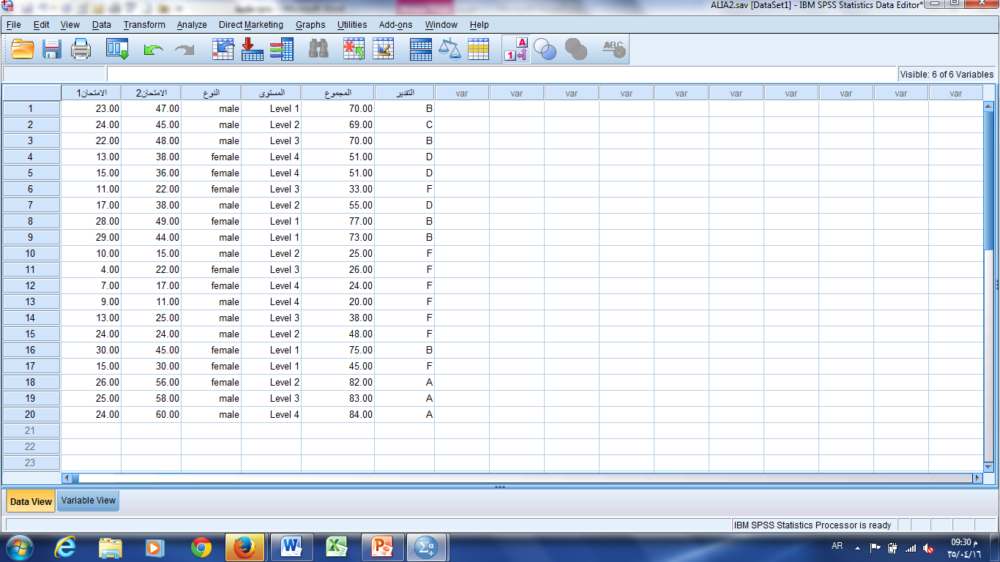 ALIA2.sav [DataSet1] - IBM SPSS Statistics Data Editor*
File Edit View Data Transform Analyze Direct Marketing Graphs Utilities Add-ons Window Help
Visible: 6 of 6 Variables
الامتحان1 الامتحان2 النوع المستوى المجموع التقدير var var var var var var var var var var
1 23.00 47.00 male Level 1 70.00 B
2 24.00 45.00 male Level 2 69.00 C
3 22.00 48.00 male Level 3 70.00 B
4 13.00 38.00 female Level 4 51.00 D
5 15.00 36.00 female Level 4 51.00 D
6 11.00 22.00 female Level 3 33.00 F
7 17.00 38.00 male Level 2 55.00 D
8 28.00 49.00 female Level 1 77.00 B
9 29.00 44.00 male Level 1 73.00 B
10 10.00 15.00 male Level 2 25.00 F
11 4.00 22.00 female Level 3 26.00 F
12 7.00 17.00 female Level 4 24.00 F
13 9.00 11.00 male Level 4 20.00 F
14 13.00 25.00 male Level 3 38.00 F
15 24.00 24.00 male Level 2 48.00 F
16 30.00 45.00 female Level 1 75.00 B
17 15.00 30.00 female Level 1 45.00 F
18 26.00 56.00 female Level 2 82.00 A
19 25.00 58.00 male Level 3 83.00 A
20 24.00 60.00 male Level 4 84.00 A
21
22
23
Data View Variable View
IBM SPSS Statistics Processor is ready
AR 09:30 م
٣٥/٠٤/١٦